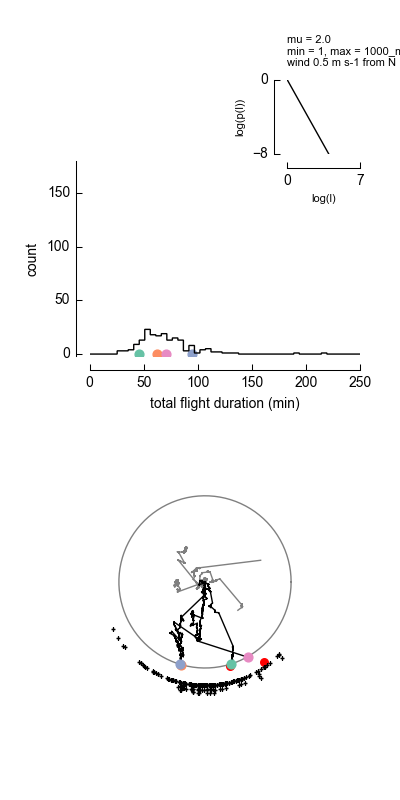 mu = 2.0
min = 1, max = 1000_m
wind 0.5 m s-1 from N
0
log(p(l))
−8
0 7
log(l)
150
100
50
0
count
0 50 100 150 200 250
total flight duration (min)